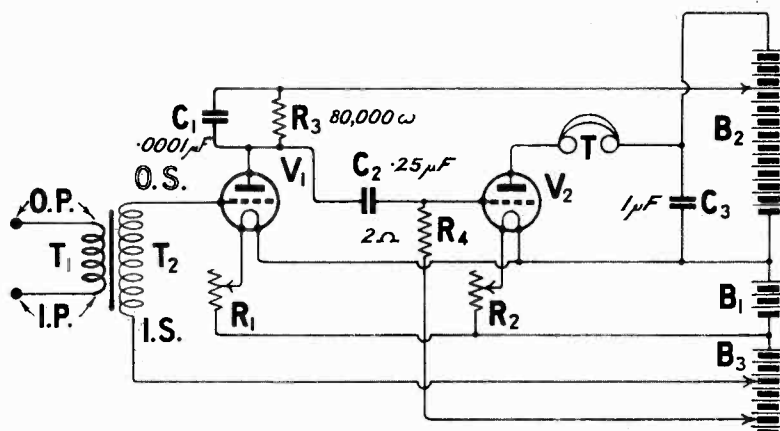 C₁
.0001μF
R₃ 80,000 ω
B₂
O.S.
V₁
C₂ .25μF
T
V₂
1μF C₃
O.P.
T₁
T₂
2Ω
R₄
I.P.
R₁
R₂
B₁
I.S.
B₃